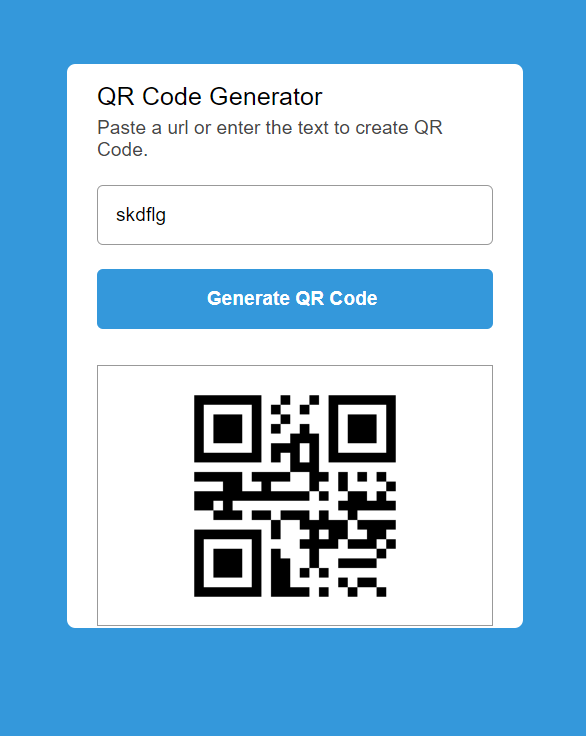 QR Code Generator
Paste a url or enter the text to create QR
Code.
skdflg
Generate QR Code